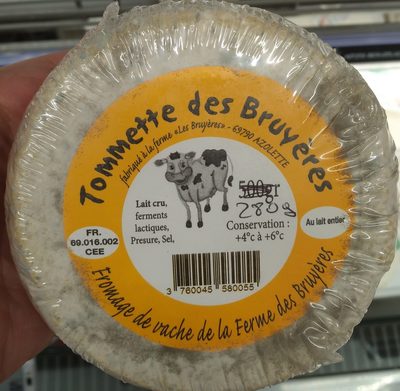 Tommette des Bruyères
fabriqué à la ferme «Les Bruyères» - 69790 AZOLETTE
Lait cru,
ferments
lactiques,
Presure, Sel,
500gr
280g
Conservation :
+4°c à +6°c
Au lait entier
FR.
69.016.002
CEE
3 760045 580055
Fromage de vache de la Ferme des Bruyères